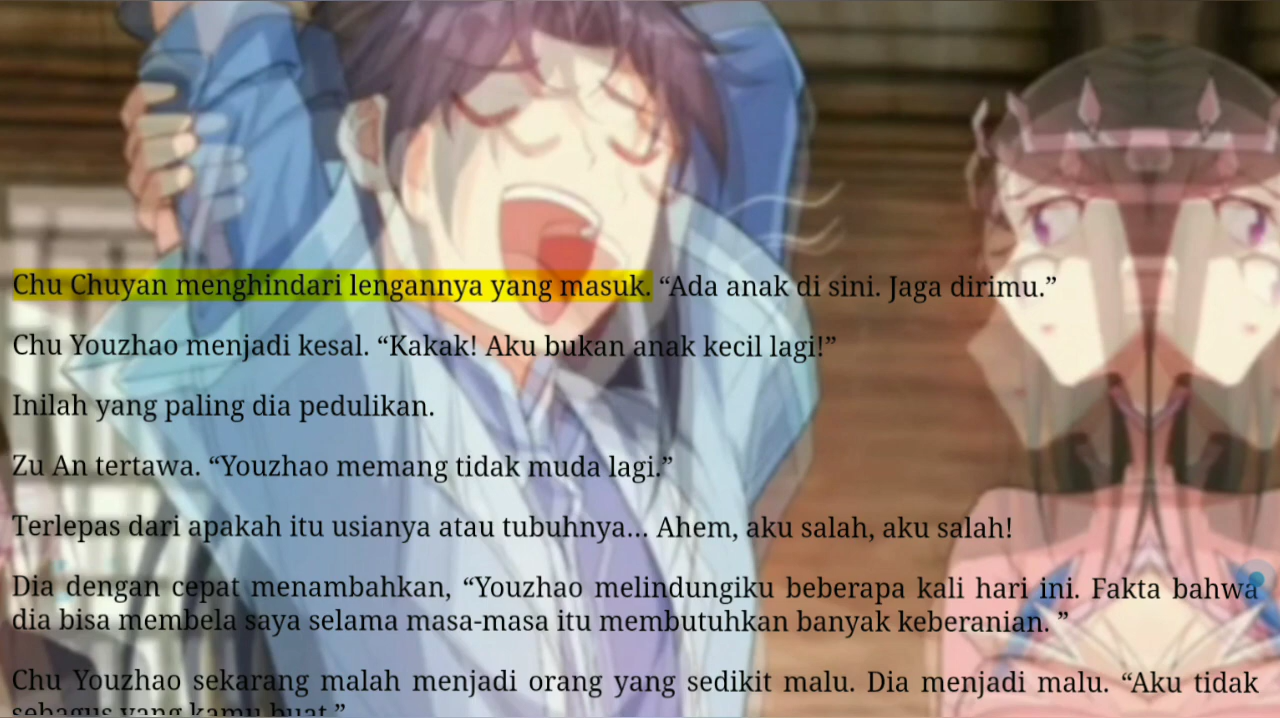 Chu Chuyan menghindari lengannya yang masuk. “Ada anak di sini. Jaga dirimu.”
Chu Youzhao menjadi kesal. “Kakak! Aku bukan anak kecil lagi!”
Inilah yang paling dia pedulikan.
Zu An tertawa. “Youzhao memang tidak muda lagi.”
Terlepas dari apakah itu usianya atau tubuhnya... Ahem, aku salah, aku salah!
Dia dengan cepat menambahkan, “Youzhao melindungiku beberapa kali hari ini. Fakta bahwa
dia bisa membela saya selama masa-masa itu membutuhkan banyak keberanian. ”
Chu Youzhao sekarang malah menjadi orang yang sedikit malu. Dia menjadi malu. “Aku tidak
sebagus yang kamu buat.”